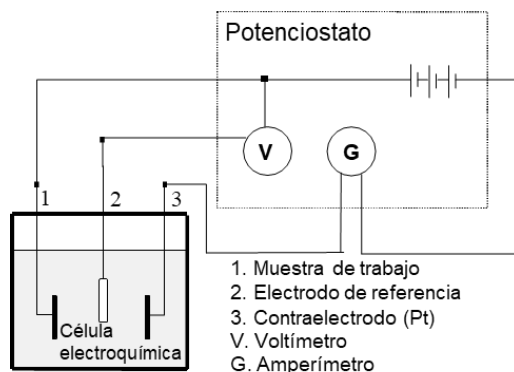 Potenciostato
V
G
1
2
3
1. Muestra de trabajo
2. Electrodo de referencia
3. Contraelectrodo (Pt)
V. Voltímetro
G. Amperímetro
Célula
electroquímica